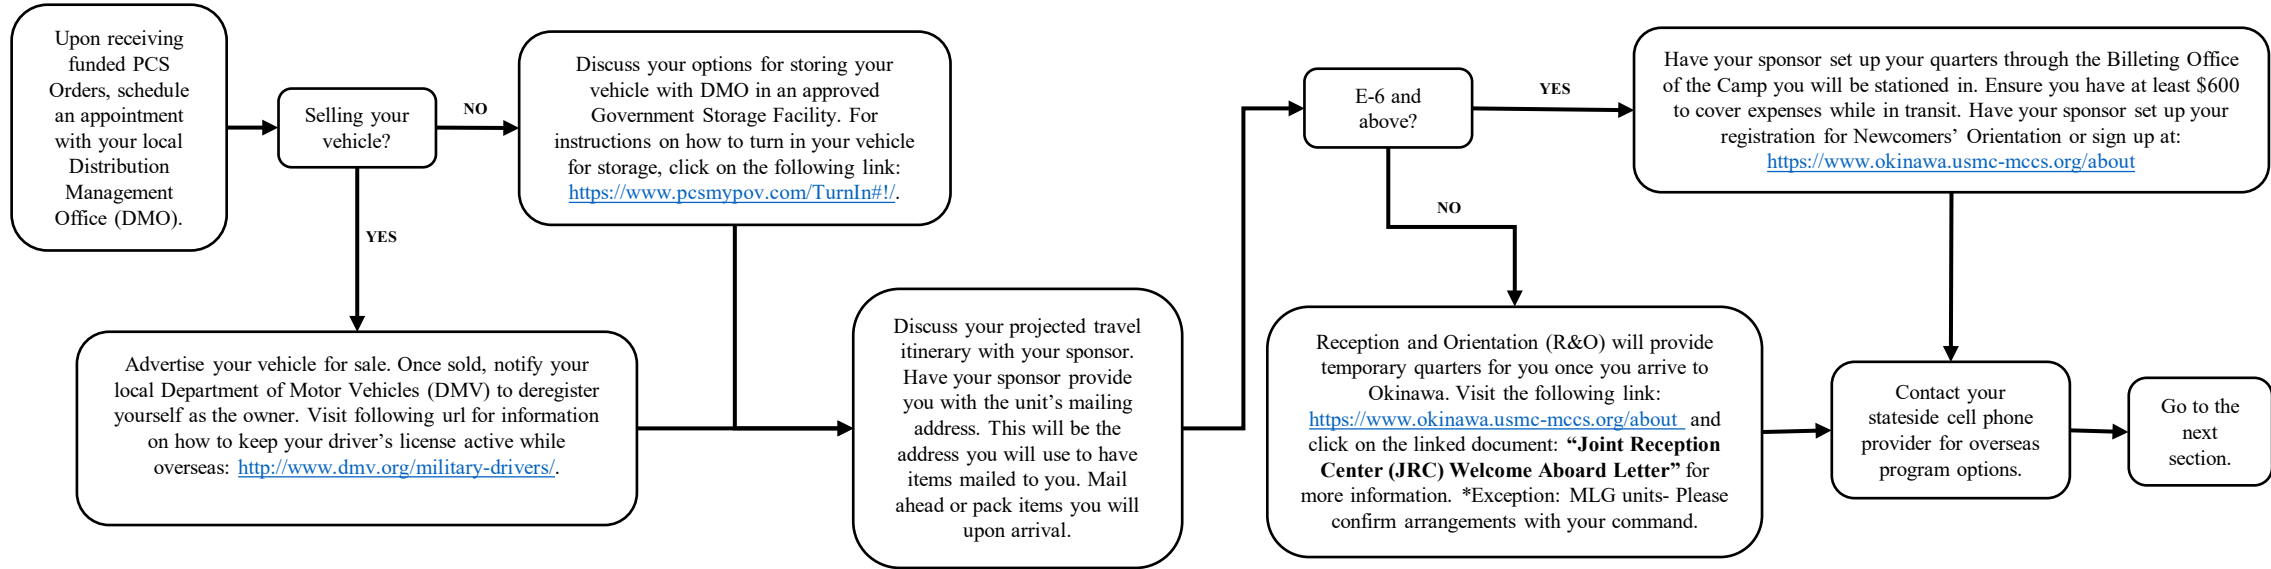 Upon receiving
funded PCS
Orders, schedule
an appointment
with your local
Distribution
Management
Office (DMO).
Selling your
vehicle?
NO
YES
Discuss your options for storing your
vehicle with DMO in an approved
Government Storage Facility. For
instructions on how to turn in your vehicle
for storage, click on the following link:
https://www.pcsmypov.com/TurnIn#!/.
Advertise your vehicle for sale. Once sold, notify your
local Department of Motor Vehicles (DMV) to deregister
yourself as the owner. Visit following url for information
on how to keep your driver’s license active while
overseas: http://www.dmv.org/military-drivers/.
Discuss your projected travel
itinerary with your sponsor.
Have your sponsor provide
you with the unit’s mailing
address. This will be the
address you will use to have
items mailed to you. Mail
ahead or pack items you will
upon arrival.
E-6 and
above?
YES
NO
Have your sponsor set up your quarters through the Billeting Office
of the Camp you will be stationed in. Ensure you have at least $600
to cover expenses while in transit. Have your sponsor set up your
registration for Newcomers’ Orientation or sign up at:
https://www.okinawa.usmc-mccs.org/about
Reception and Orientation (R&O) will provide
temporary quarters for you once you arrive to
Okinawa. Visit the following link:
https://www.okinawa.usmc-mccs.org/about and
click on the linked document: “Joint Reception
Center (JRC) Welcome Aboard Letter” for
more information. *Exception: MLG units- Please
confirm arrangements with your command.
Contact your
stateside cell phone
provider for overseas
program options.
Go to the
next
section.